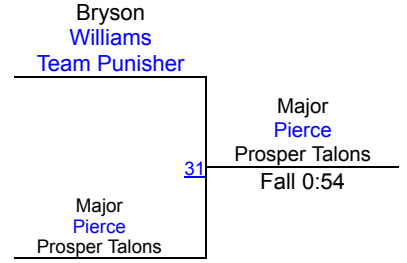 Bryson
Williams
Team Punisher
Major
Pierce
Prosper Talons
31
Fall 0:54
Major
Pierce
Prosper Talons